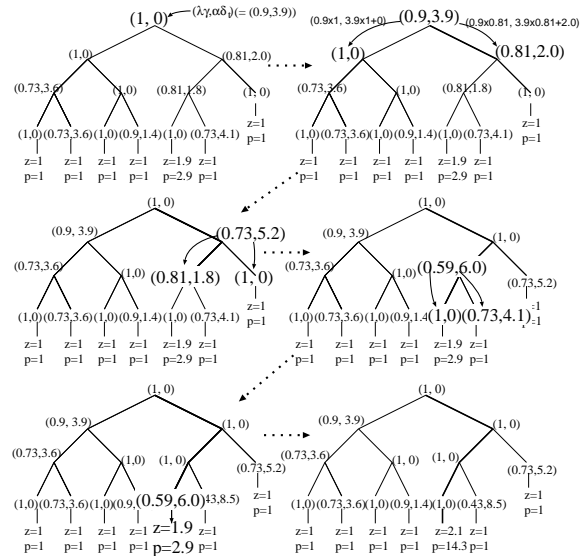 (1, 0) (λγ,αδ₁)(= (0.9,3.9))
(1,0) (0.81,2.0)
(0.73,3.6) (1,0) (0.81,1.8) (1, 0)
(1,0) (0.73,3.6) (1,0) (0.9,1.4) (1,0) (0.73,4.1) z=1
p=1
z=1 z=1 z=1 z=1 z=1.9 z=1
p=1 p=1 p=1 p=1 p=2.9 p=1
(0.9x1, 3.9x1+0) (0.9,3.9) (0.9x0.81, 3.9x0.81+2.0)
(1,0) (0.81,2.0)
(0.73,3.6) (1,0) (0.81,1.8) (1, 0)
(1,0) (0.73,3.6) (1,0) (0.9,1.4) (1,0) (0.73,4.1) z=1
p=1
z=1 z=1 z=1 z=1 z=1.9 z=1
p=1 p=1 p=1 p=1 p=2.9 p=1
(1, 0)
(0.9, 3.9) (0.73,5.2)
(0.73,3.6) (1,0) (0.81,1.8) (1, 0)
(1,0) (0.73,3.6) (1,0) (0.9,1.4) (1,0) (0.73,4.1) z=1
p=1
z=1 z=1 z=1 z=1 z=1.9 z=1
p=1 p=1 p=1 p=1 p=2.9 p=1
(1, 0)
(0.9, 3.9) (1, 0)
(0.73,3.6) (1,0) (0.59,6.0) (0.73,5.2)
(1,0) (0.73,3.6) (1,0) (0.9,1.4 (1,0) (0.73,4.1) =1
=1
z=1 z=1 z=1 z=1 z=1.9 z=1
p=1 p=1 p=1 p=1 p=2.9 p=1
(1, 0)
(0.9, 3.9) (1, 0)
(0.73,3.6) (1,0) (1, 0) (0.73,5.2)
(1,0) (0.73,3.6) (1,0) (0.9, (0.59,6.0) 43,8.5) z=1
p=1
z=1 z=1 z=1 z=1 z=1.9 z=1
p=1 p=1 p=1 p=1 p=2.9 p=1
(1, 0)
(0.9, 3.9) (1, 0)
(0.73,3.6) (1, 0) (1, 0) (0.73,5.2)
(1,0) (0.73,3.6) (1,0) (0.9,1.4) (1,0) (0.43,8.5) z=1
p=1
z=1 z=1 z=1 z=1 z=2.1 z=1
p=1 p=1 p=1 p=1 p=14.3 p=1